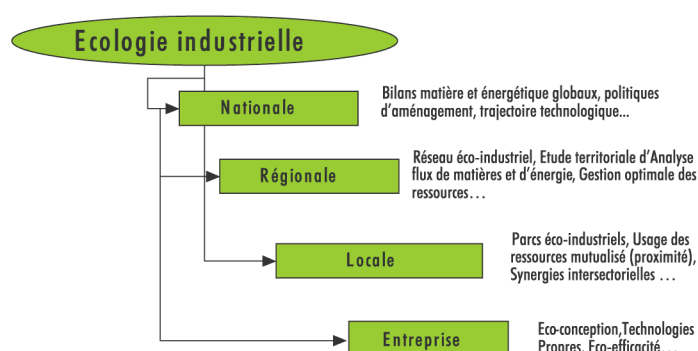 Ecologie industrielle
Nationale
Bilans matière et énergétique globaux, politiques
d'aménagement, trajectoire technologique...
Régionale
Réseau éco-industriel, Etude territoriale d'Analyse
flux de matières et d'énergie, Gestion optimale des
ressources...
Locale
Parcs éco-industriels, Usage des
ressources mutualisé (proximité),
Synergies intersectorielles ...
Entreprise
Eco-conception,Technologies
Propres, Eco-efficacité...